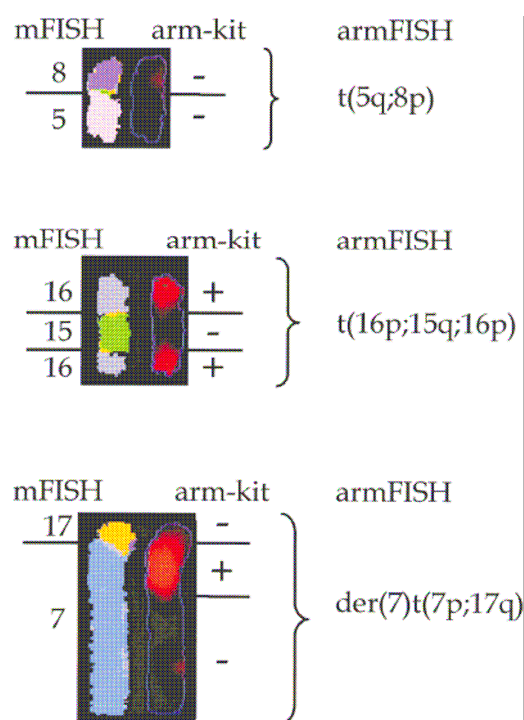 mFISH arm-kit armFISH
8 -
t(5q;8p)
5 -
mFISH arm-kit armFISH
16 +
15 - t(16p;15q;16p)
16 +
mFISH arm-kit armFISH
17 -
+
der(7)t(7p;17q)
7
-